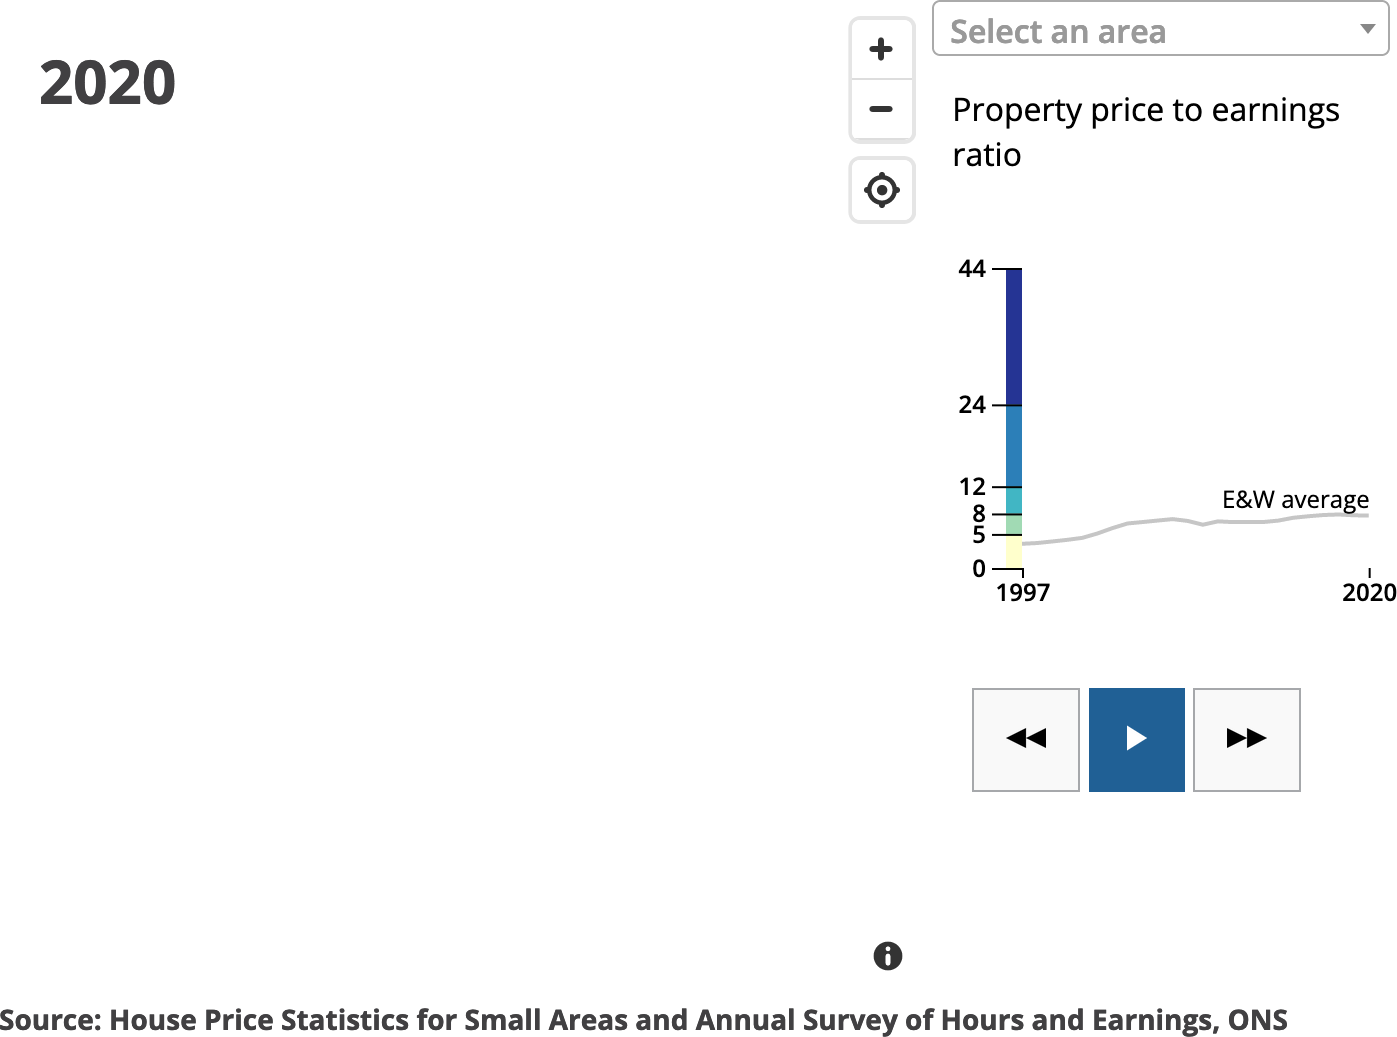 2020
Select an area
Property price to earnings
ratio
44
24
12
8
5
0
E&W average
1997
2020
Source: House Price Statistics for Small Areas and Annual Survey of Hours and Earnings, ONS